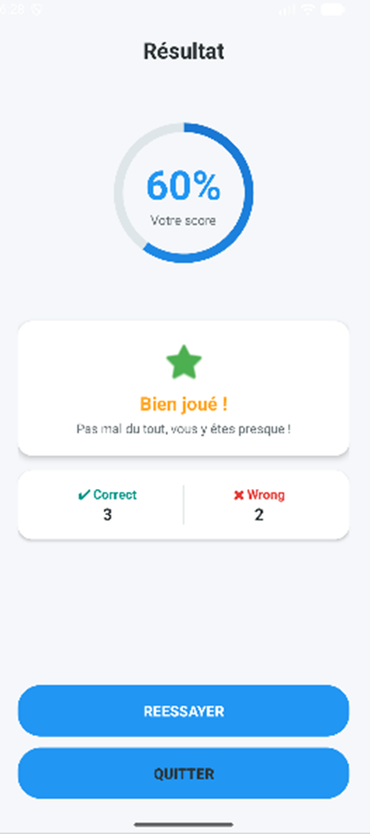 Résultat
60%
Votre score
Bien joué !
Pas mal du tout, vous y êtes presque !
✔ Correct
3
✖ Wrong
2
REESSAYER
QUITTER